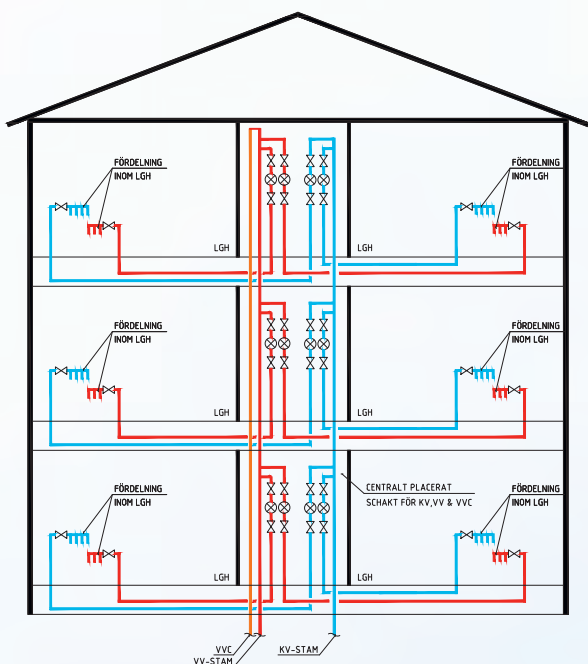 FÖRDELNING
INOM LGH
FÖRDELNING
INOM LGH
LGH
LGH
FÖRDELNING
INOM LGH
FÖRDELNING
INOM LGH
LGH
LGH
CENTRALT PLACERAT
SCHAKT FÖR KV,VV & VVC
FÖRDELNING
INOM LGH
FÖRDELNING
INOM LGH
LGH
LGH
VVC
VV-STAM
KV-STAM